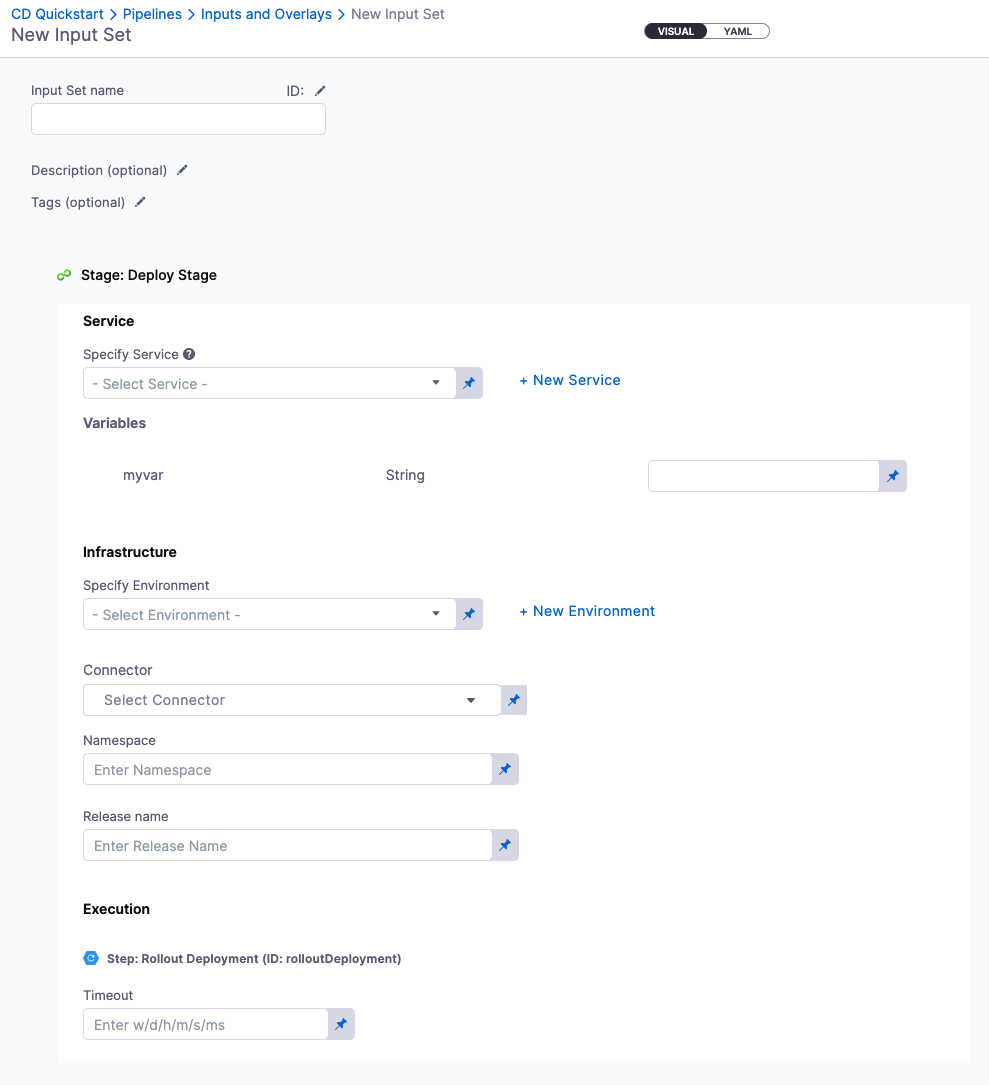 CD Quickstart > Pipelines > Inputs and Overlays > New Input Set
New Input Set
VISUAL YAML
Input Set name ID:
Description (optional)
Tags (optional)
Stage: Deploy Stage
Service
Specify Service ?
- Select Service -
+ New Service
Variables
myvar String
Infrastructure
Specify Environment
- Select Environment -
+ New Environment
Connector
Select Connector
Namespace
Enter Namespace
Release name
Enter Release Name
Execution
Step: Rollout Deployment (ID: rolloutDeployment)
Timeout
Enter w/d/h/m/s/ms